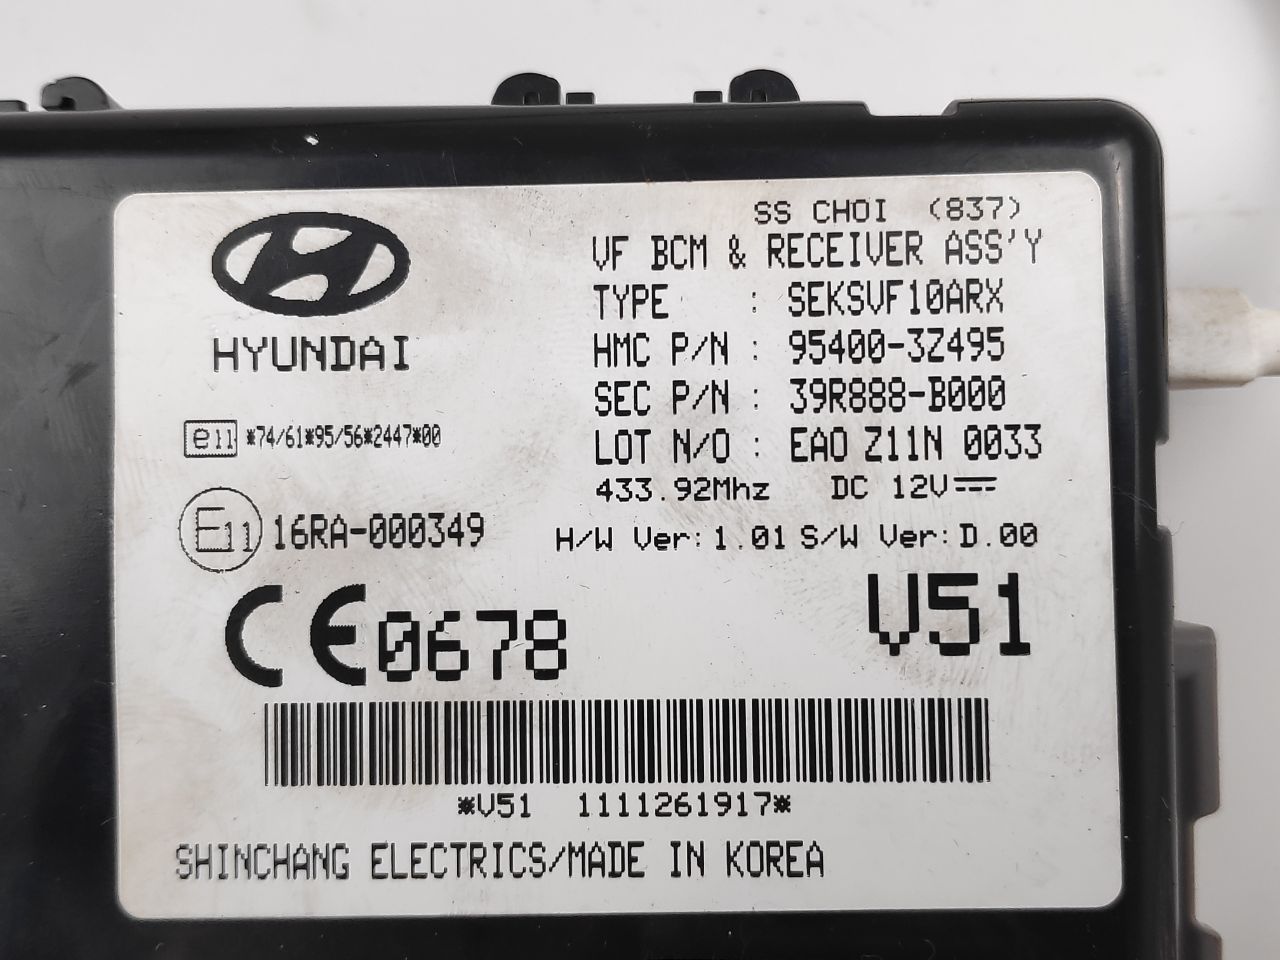 SS CHOI (837)
VF BCM & RECEIVER ASS'Y
TYPE : SEKSVF10ARX
HMC P/N : 95400-3Z495
SEC P/N : 39R888-B000
LOT N/O : EAO Z11N 0033
433.92Mhz DC 12V
H/W Ver: 1.01 S/W Ver: D.00
HYUNDAI
e11 *74/61*95/56*2447*00
E11 16RA-000349
CE0678
V51
*V51 1111261917*
SHINCHANG ELECTRICS/MADE IN KOREA